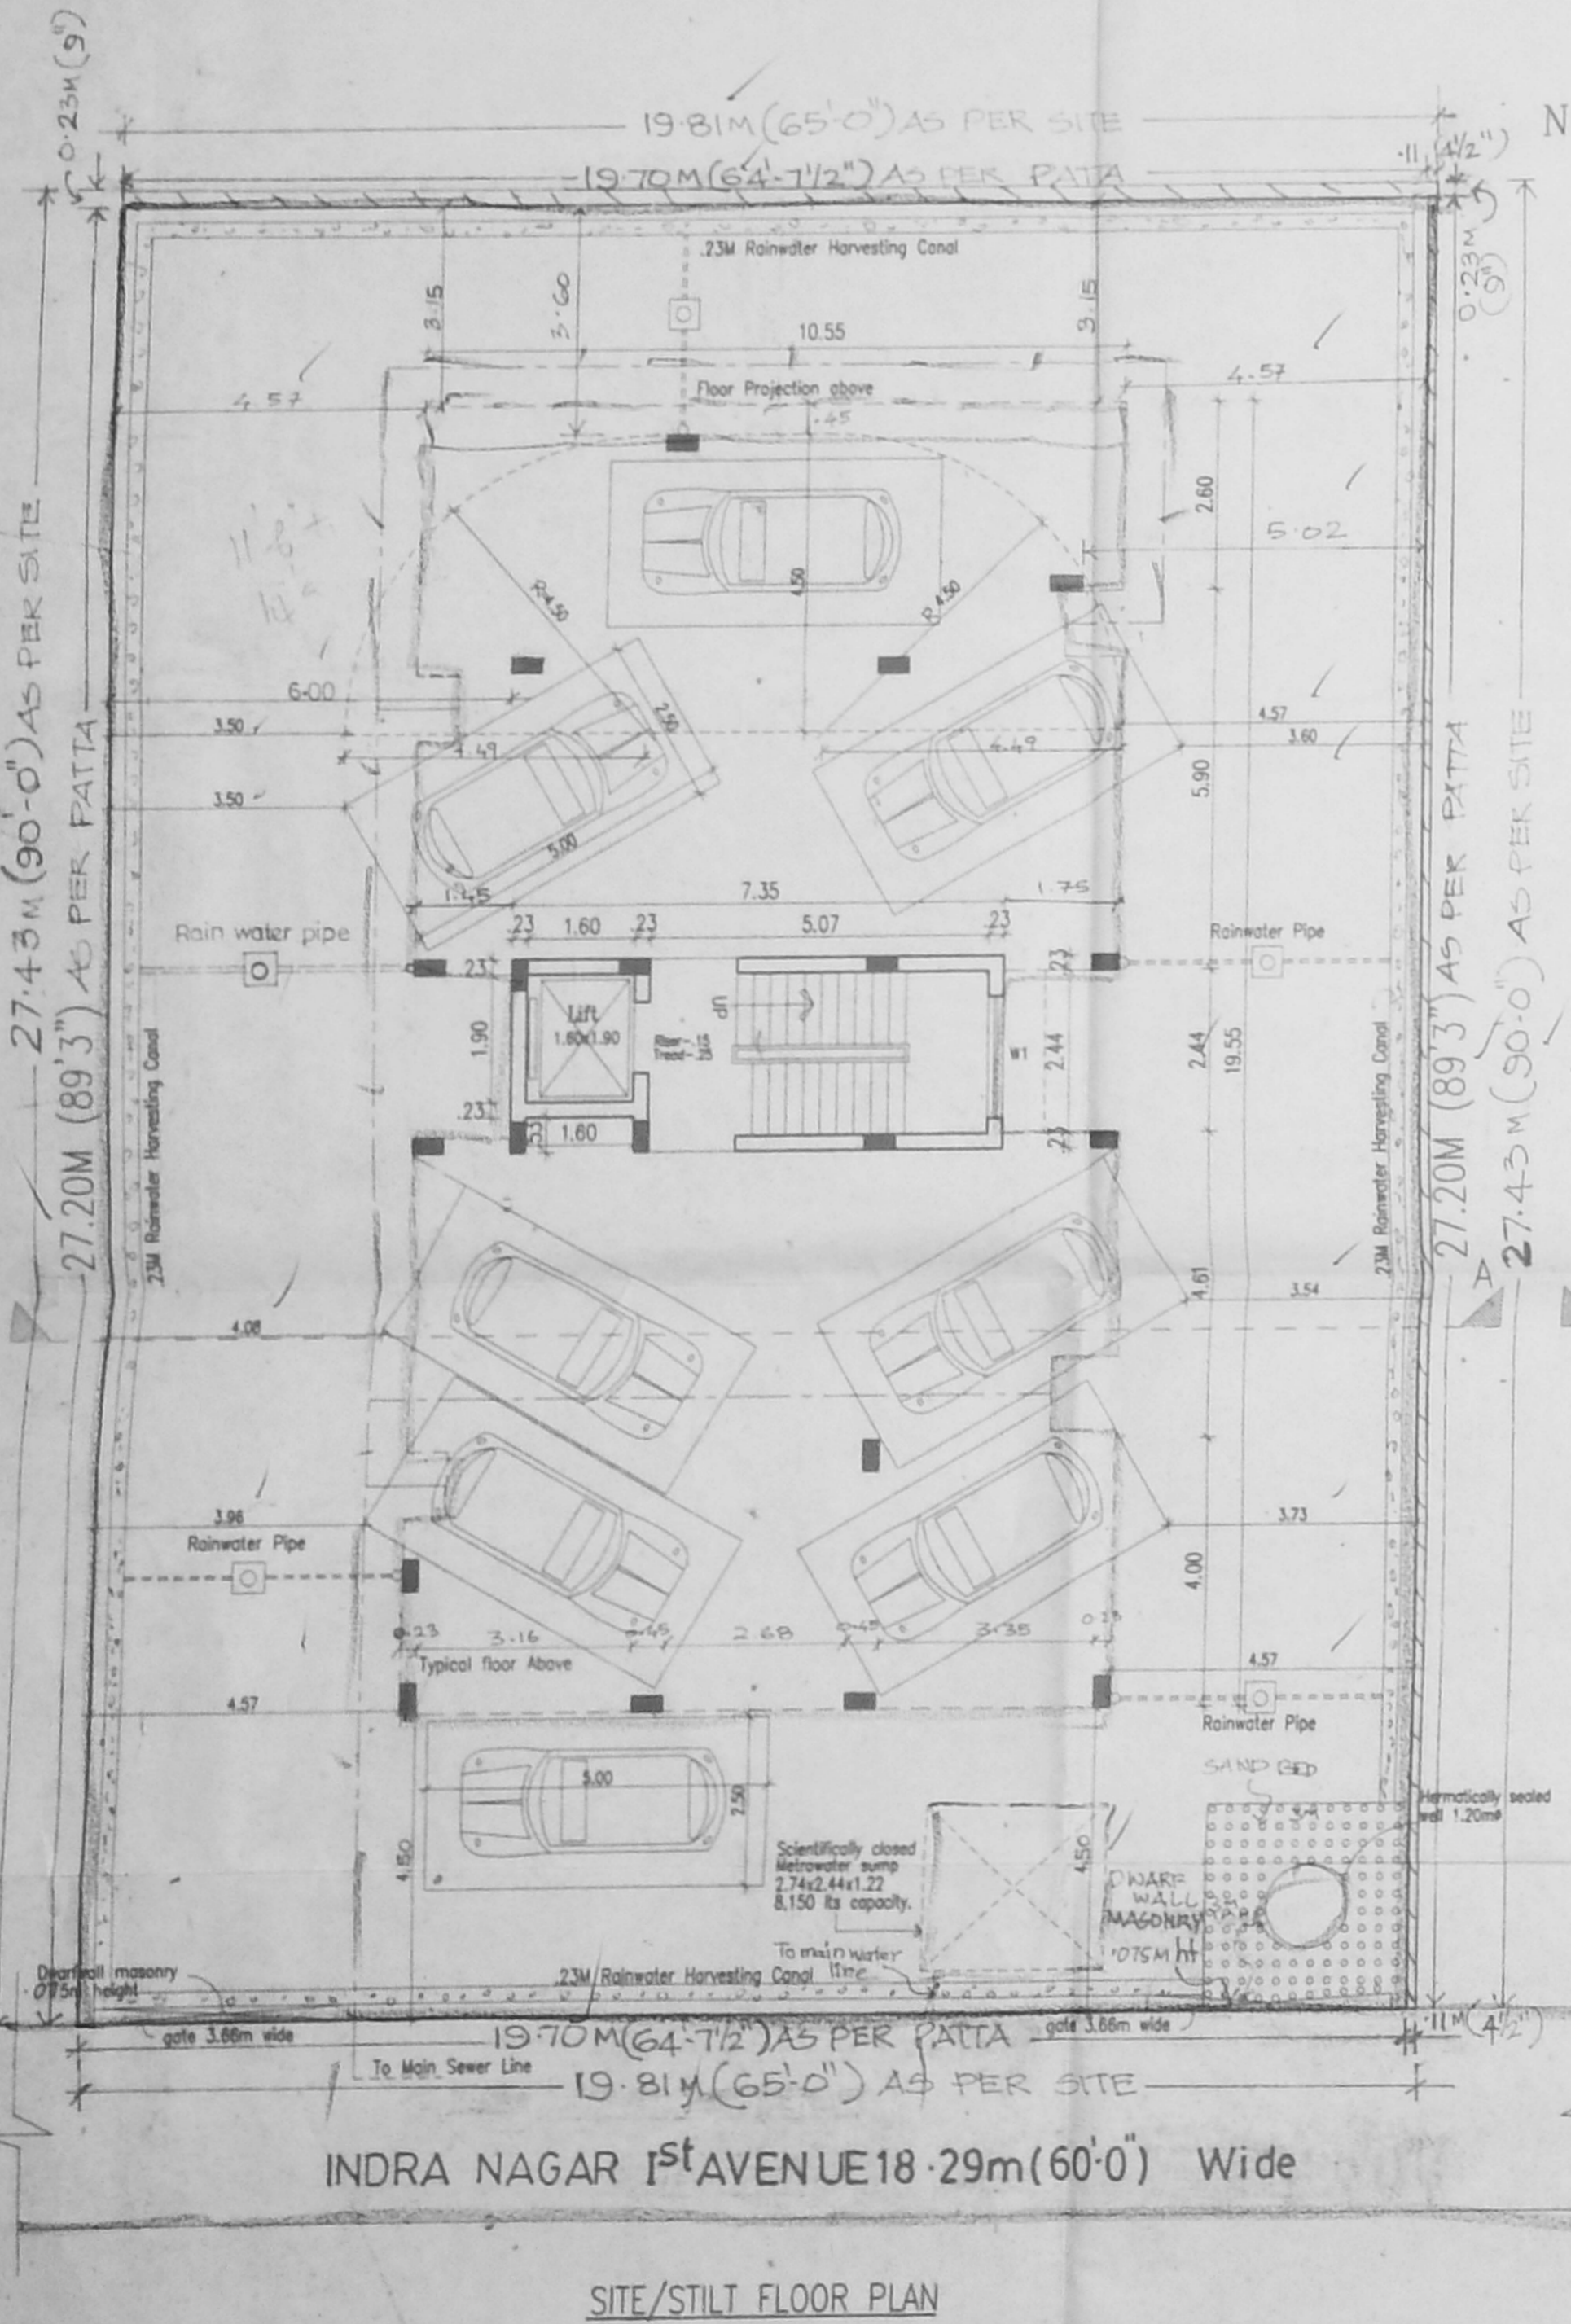 0.23M(9")
19.81M(65'-0")AS PER SITE
N
19.70M(64'-7½")AS PER PATTA
.11 (4½")
0.23M
(9")
.23M Rainwater Harvesting Canal
3.15
3.60
3.15
10.55
4.57
4.57
Floor Projection above
.45
2.60
5.02
4.50
R-4.50
R 4.50
6.00
2.50
3.50
4.57
3.60
4.49
5.90
3.50
5.00
7.35
1.75
.23
1.60
.23
5.07
.23
Rain water pipe
Rainwater Pipe
.23
.23
Lift
1.60x1.90
UP
Riser-.15
Tread-.25
W1
1.90
2.44
2.44
19.55
.23
1.60
.23
27.43M(90'-0")AS PER SITE
27.20M (89'3")AS PER PATTA
.23M Rainwater Harvesting Canal
.23M Rainwater Harvesting Canal
27.20M (89'3")AS PER PATTA
27.43M(90'-0")AS PER SITE
A
4.61
3.54
4.08
3.96
3.73
Rainwater Pipe
4.00
0.23
3.16
0.45
2.68
0.45
3.35
0.23
Typical floor Above
4.57
4.57
Rainwater Pipe
SAND BED
5.00
2.50
Hermatically sealed
well 1.20mø
4.50
Scientifically closed
Metrowater sump
2.74x2.44x1.22
8.150 lts capacity.
4.50
DWARF
WALL
MASONRY
.075M ht
To main water
line
Dwarfwall masonry
.075m height
.23M Rainwater Harvesting Canal
gate 3.66m wide
19.70M(64'-7½")AS PER PATTA
gate 3.66m wide
.11M(4½")
To Main Sewer Line
19.81M(65'-0") AS PER SITE
INDRA NAGAR Ist AVENUE 18.29m(60'-0") Wide
SITE/STILT FLOOR PLAN